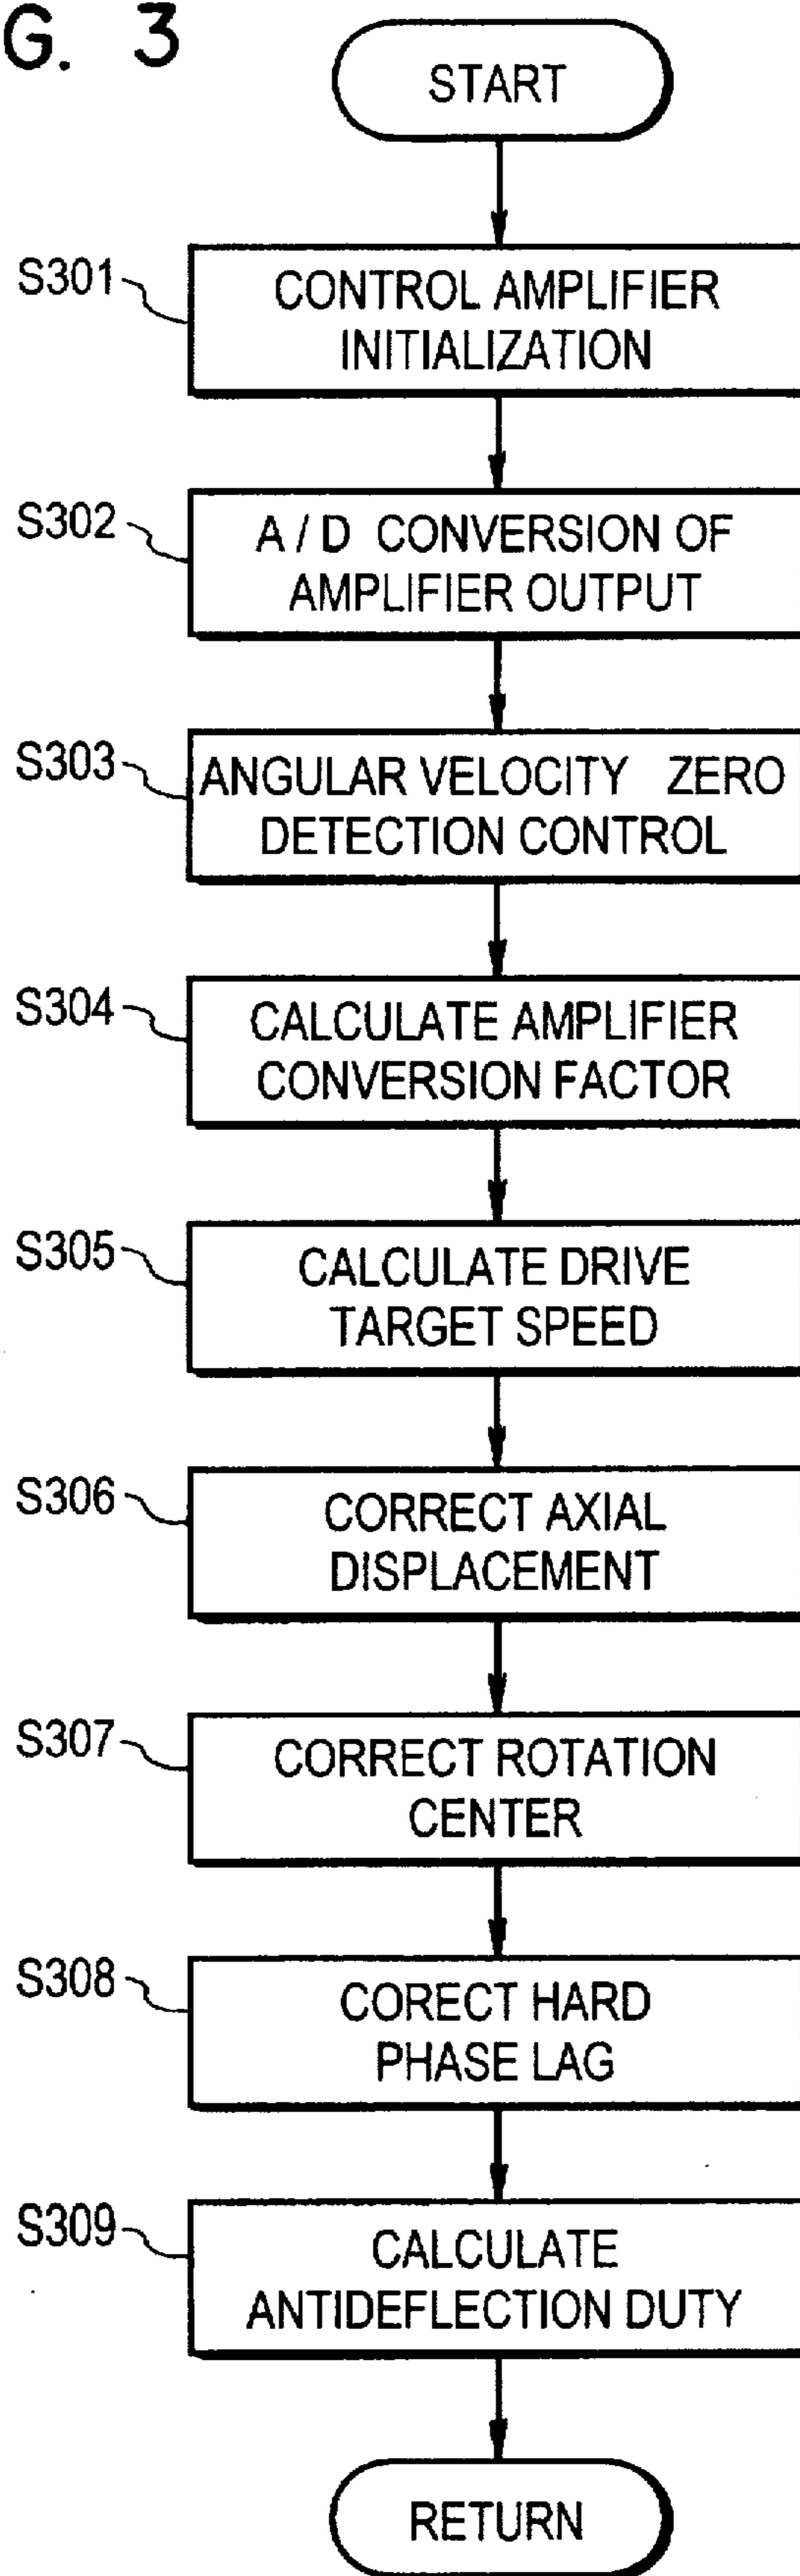 G. 3
START
S301
CONTROL AMPLIFIER
INITIALIZATION
S302
A / D CONVERSION OF
AMPLIFIER OUTPUT
S303
ANGULAR VELOCITY ZERO
DETECTION CONTROL
S304
CALCULATE AMPLIFIER
CONVERSION FACTOR
S305
CALCULATE DRIVE
TARGET SPEED
S306
CORRECT AXIAL
DISPLACEMENT
S307
CORRECT ROTATION
CENTER
S308
CORECT HARD
PHASE LAG
S309
CALCULATE
ANTIDEFLECTION DUTY
RETURN